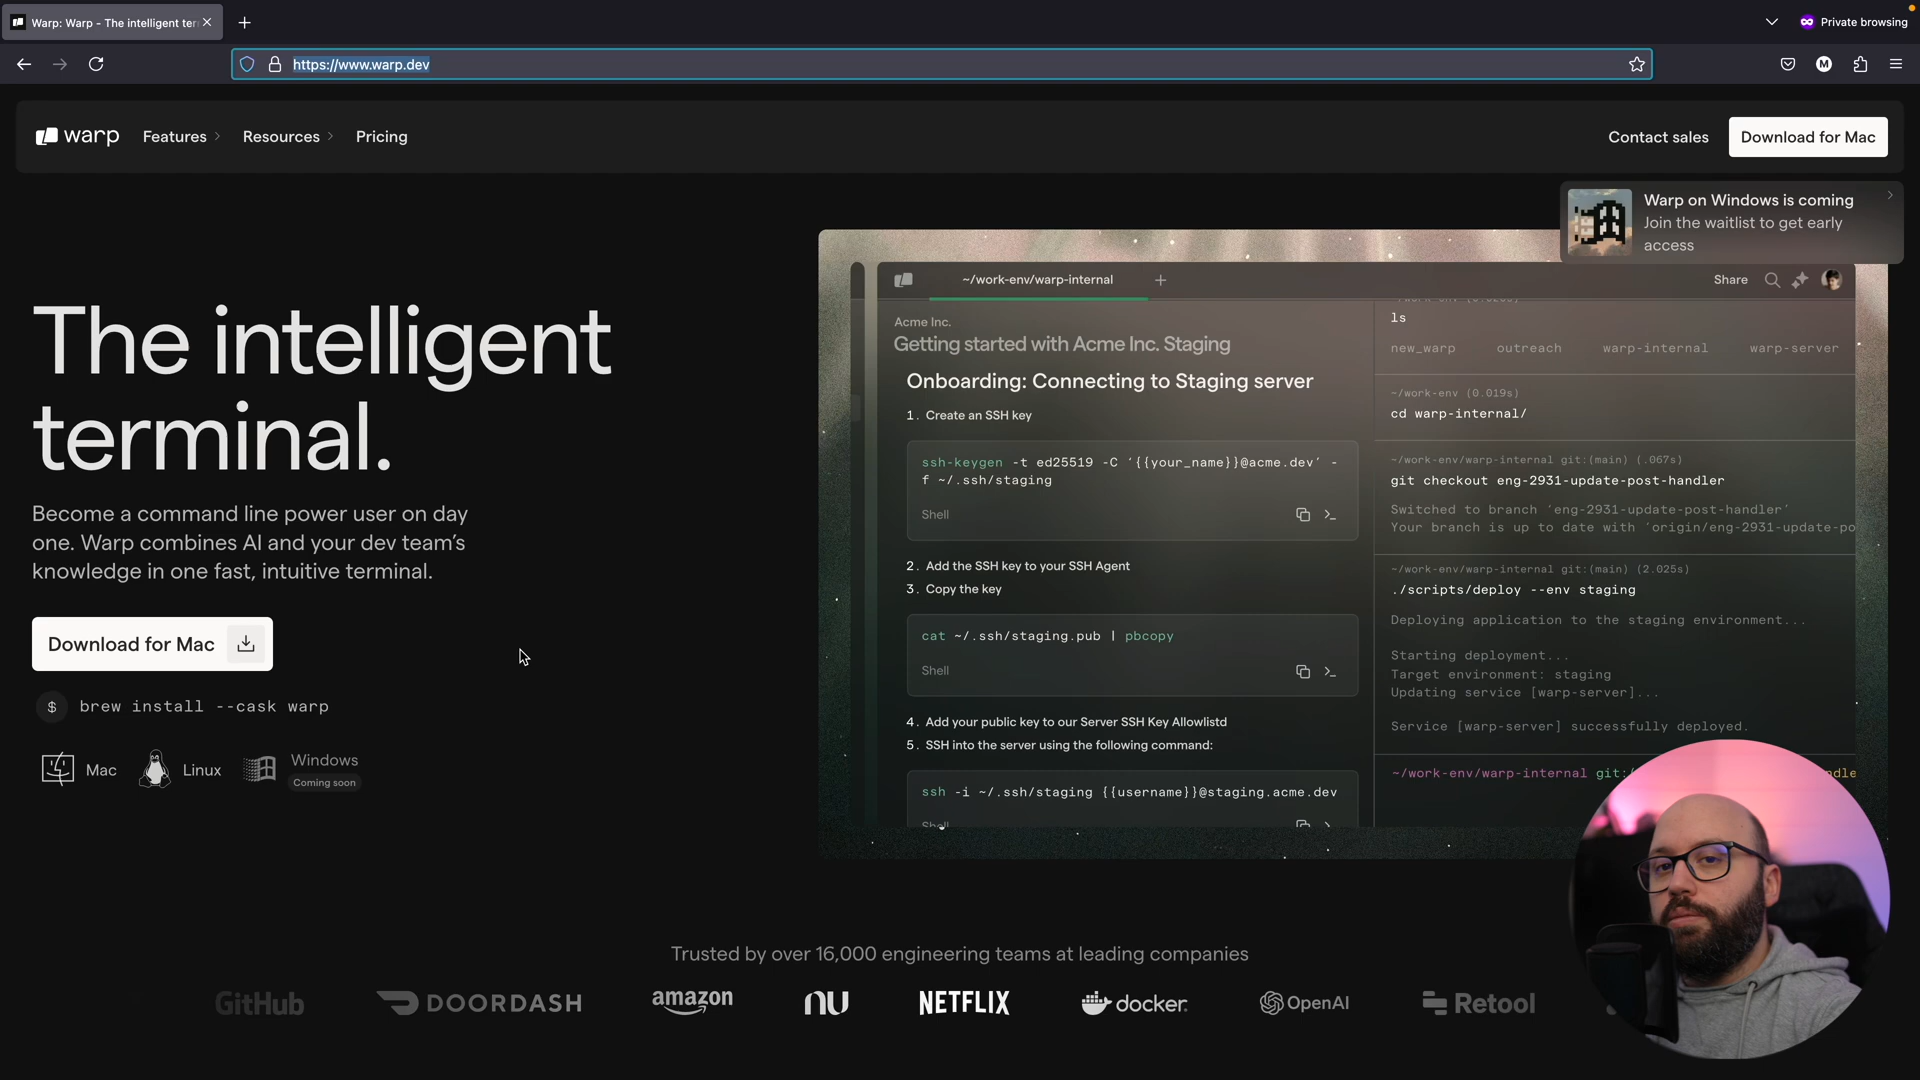 Warp: Warp - The intelligent ter
Private browsing
https://www.warp.dev
M
warp
Features
Resources
Pricing
Contact sales
Download for Mac
Warp on Windows is coming
Join the waitlist to get early
access
The intelligent
terminal.
Become a command line power user on day
one. Warp combines AI and your dev team’s
knowledge in one fast, intuitive terminal.
Download for Mac
$ brew install --cask warp
Mac
Linux
Windows
Coming soon
~/work-env/warp-internal
Share
Acme Inc.
Getting started with Acme Inc. Staging
Onboarding: Connecting to Staging server
1. Create an SSH key
ssh-keygen -t ed25519 -C ‘{{your_name}}@acme.dev’ -
f ~/.ssh/staging
Shell
2. Add the SSH key to your SSH Agent
3. Copy the key
cat ~/.ssh/staging.pub | pbcopy
Shell
4. Add your public key to our Server SSH Key Allowlistd
5. SSH into the server using the following command:
ssh -i ~/.ssh/staging {{username}}@staging.acme.dev
Shell
ls
new_warp outreach warp-internal warp-server
~/work-env (0.019s)
cd warp-internal/
~/work-env/warp-internal git:(main) (.067s)
git checkout eng-2931-update-post-handler
Switched to branch ‘eng-2931-update-post-handler’
Your branch is up to date with ‘origin/eng-2931-update-po
~/work-env/warp-internal git:(main) (2.025s)
./scripts/deploy --env staging
Deploying application to the staging environment...
Starting deployment...
Target environment: staging
Updating service [warp-server]...
Service [warp-server] successfully deployed.
~/work-env/warp-internal git:
Trusted by over 16,000 engineering teams at leading companies
GitHub
DOORDASH
amazon
nu
NETFLIX
docker
OpenAI
Retool